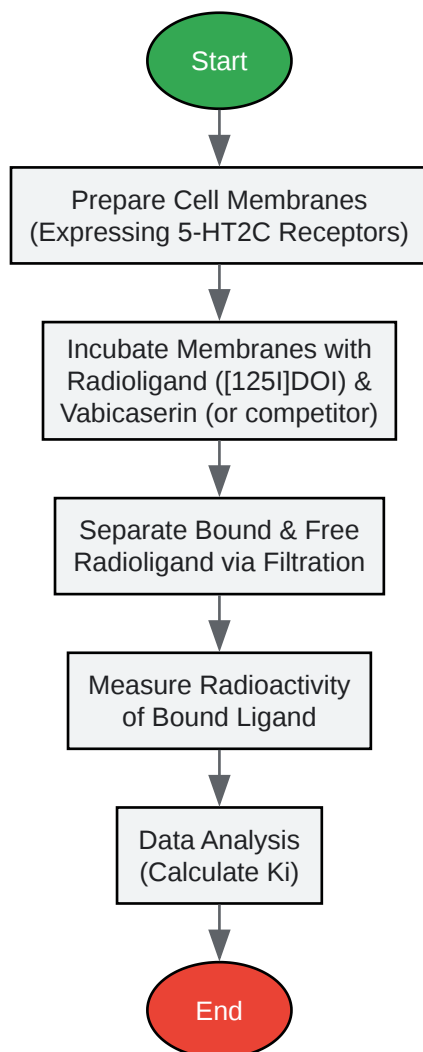 Start
Prepare Cell Membranes
(Expressing 5-HT2C Receptors)
Incubate Membranes with
Radioligand ([125I]DOI) &
Vabicaserin (or competitor)
Separate Bound & Free
Radioligand via Filtration
Measure Radioactivity
of Bound Ligand
Data Analysis
(Calculate Ki)
End